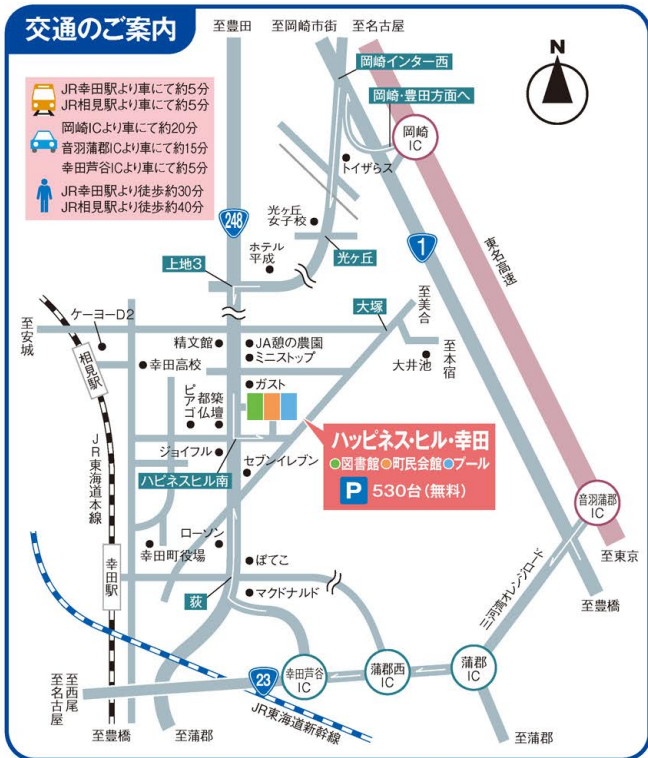 交通のご案内
至豊田
至岡崎市街
至名古屋
N
岡崎インター西
岡崎・豊田方面へ
岡崎
IC
JR幸田駅より車にて約5分
JR相見駅より車にて約5分
岡崎ICより車にて約20分
音羽蒲郡ICより車にて約15分
幸田芦谷ICより車にて約5分
JR幸田駅より徒歩約30分
JR相見駅より徒歩約40分
トイザらス
光ヶ丘
女子校
248
1
東名高速
ホテル
平成
光ヶ丘
上地3
至美合
大塚
ケーヨーD2
至安城
相見駅
精文館
JA憩の農園
ミニストップ
幸田高校
大井池
至本宿
ガスト
ピアゴ
都築
仏壇
ハッピネス・ヒル・幸田
図書館 町民会館 プール
P 530台(無料)
ジョイフル
セブンイレブン
ハピネスヒル南
JR東海道本線
音羽蒲郡
IC
ローソン
幸田町役場
ぽてこ
至東京
幸田駅
荻
マクドナルド
至豊橋
オレンジロード
幸田芦谷
IC
蒲郡西
IC
蒲郡
IC
23
至西尾
至名古屋
JR東海道新幹線
至豊橋
至蒲郡
至蒲郡